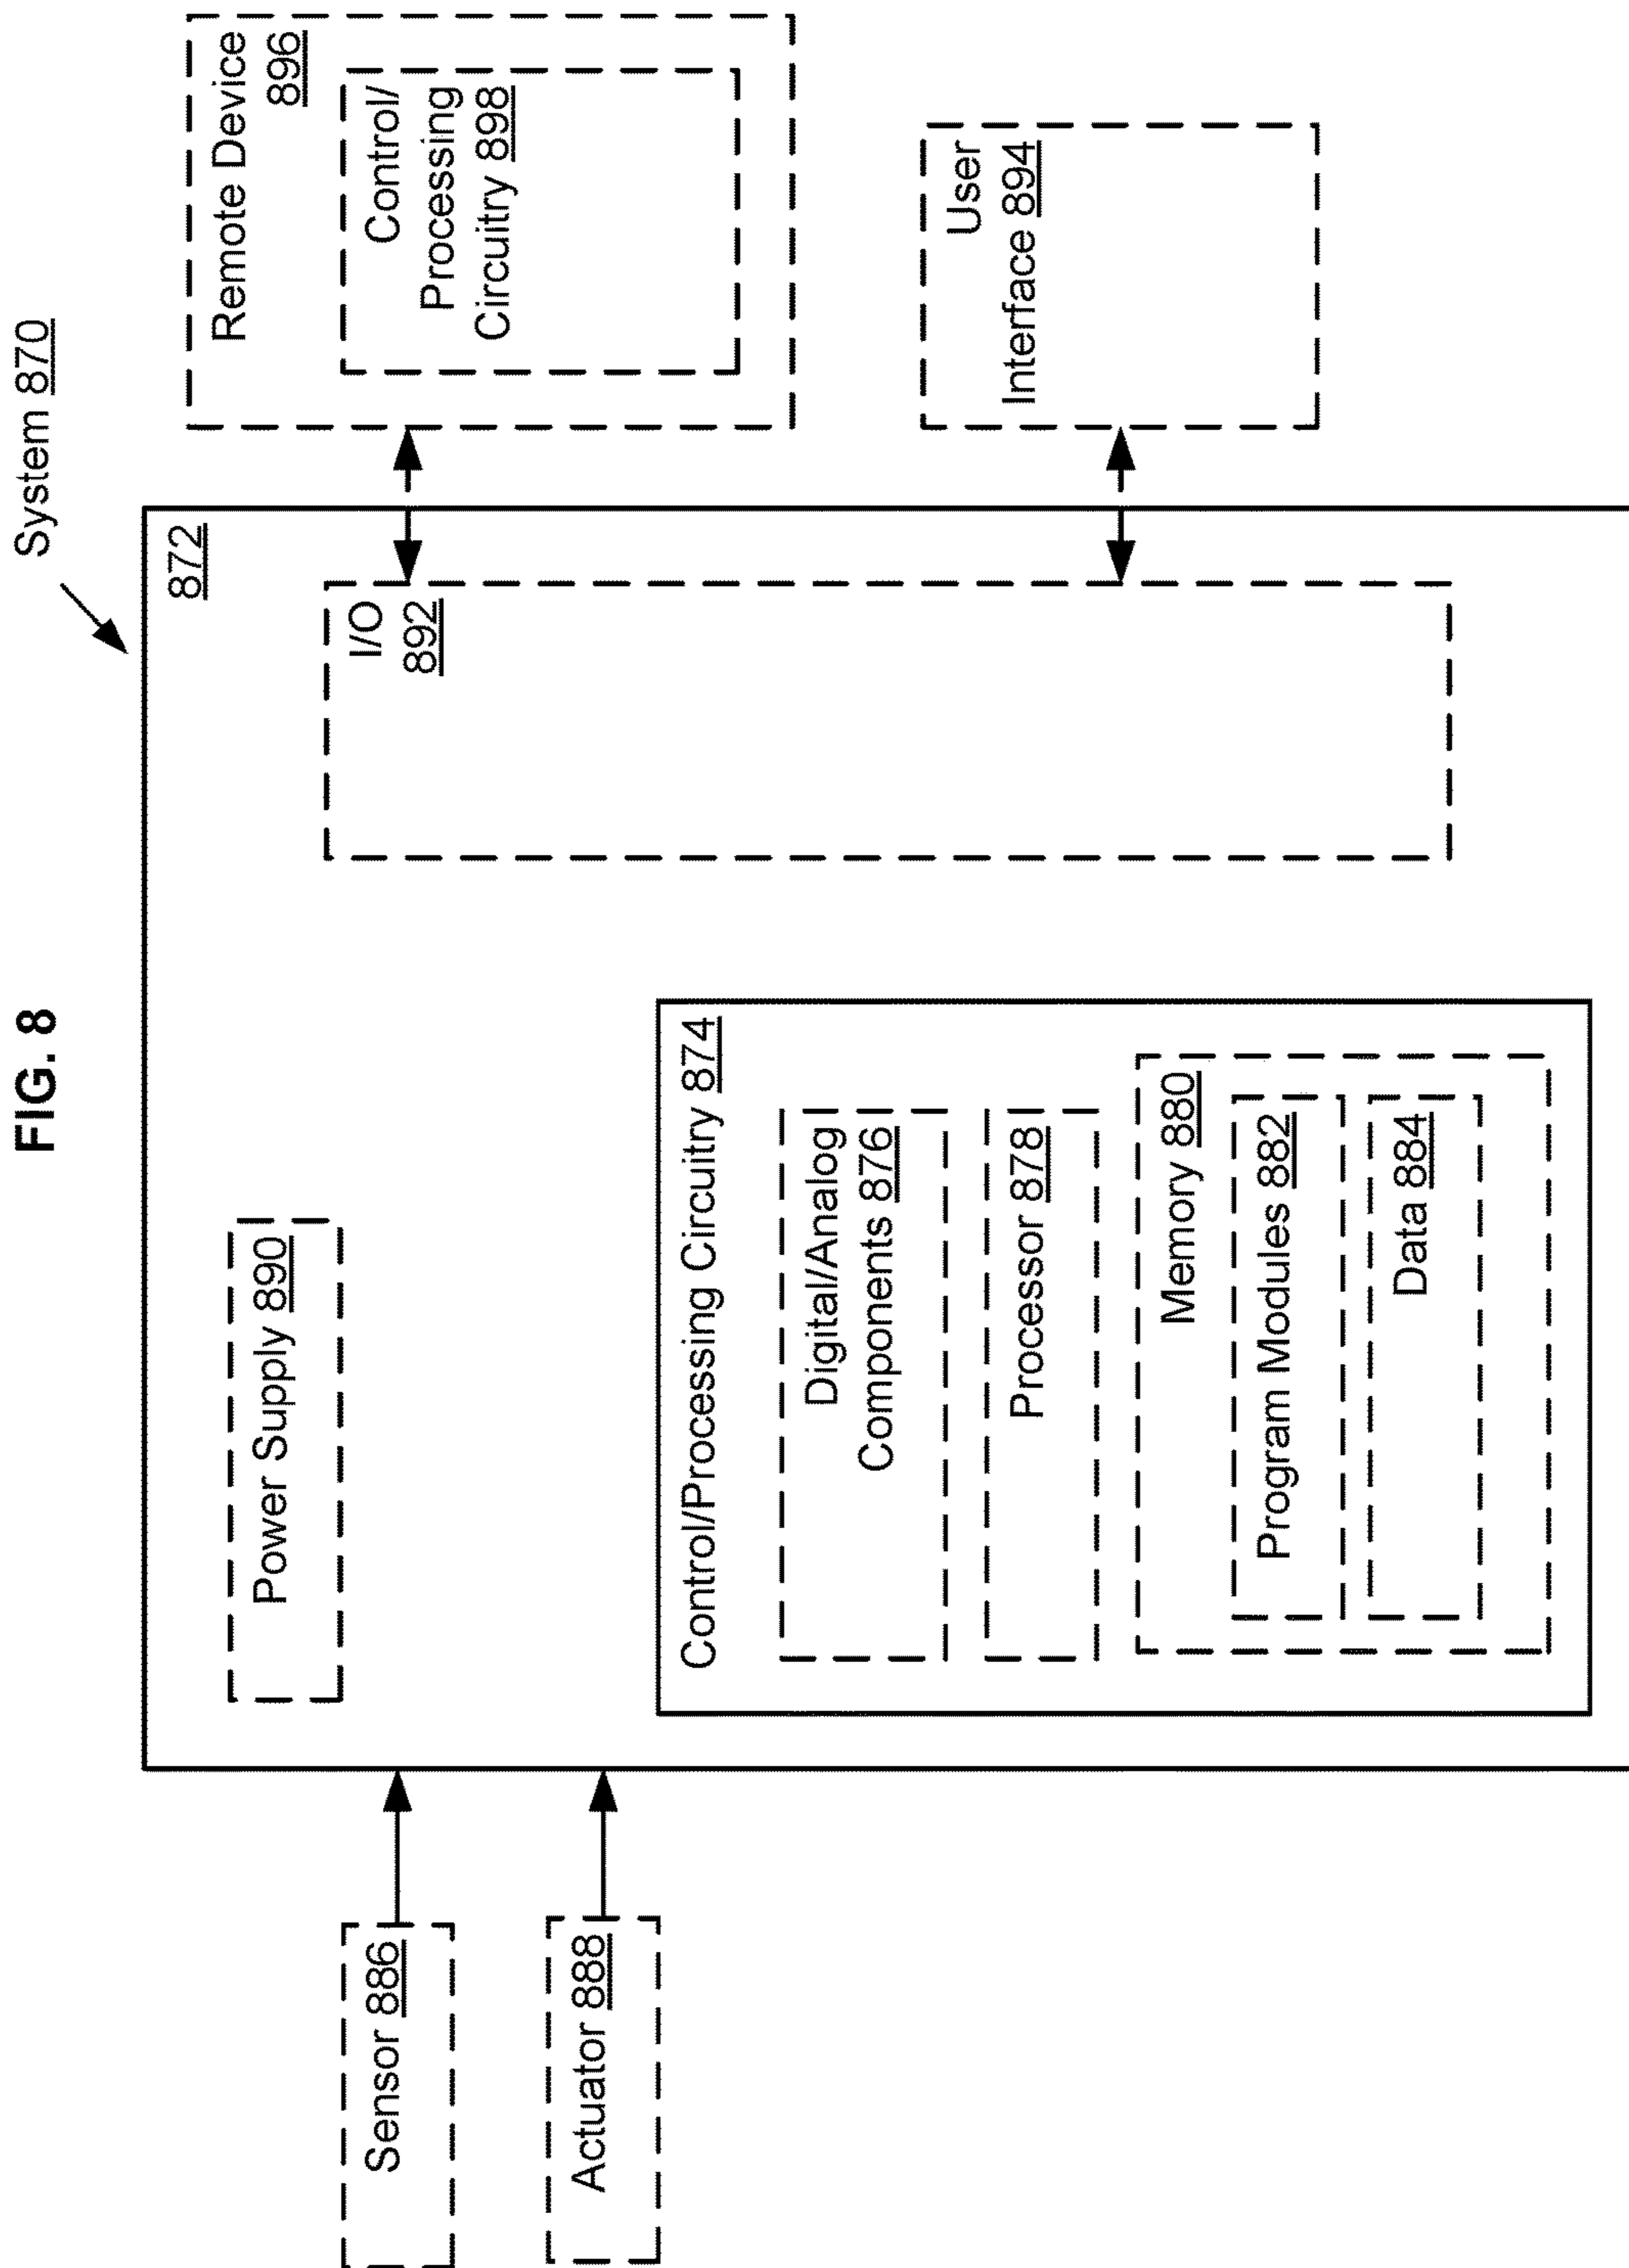 FIG. 8
System 870
872
Sensor 886
Actuator 888
Power Supply 890
Control/Processing Circuitry 874
Digital/Analog
Components 876
Processor 878
Memory 880
Program Modules 882
Data 884
I/O
892
Remote Device
896
Control/
Processing
Circuitry 898
User
Interface 894